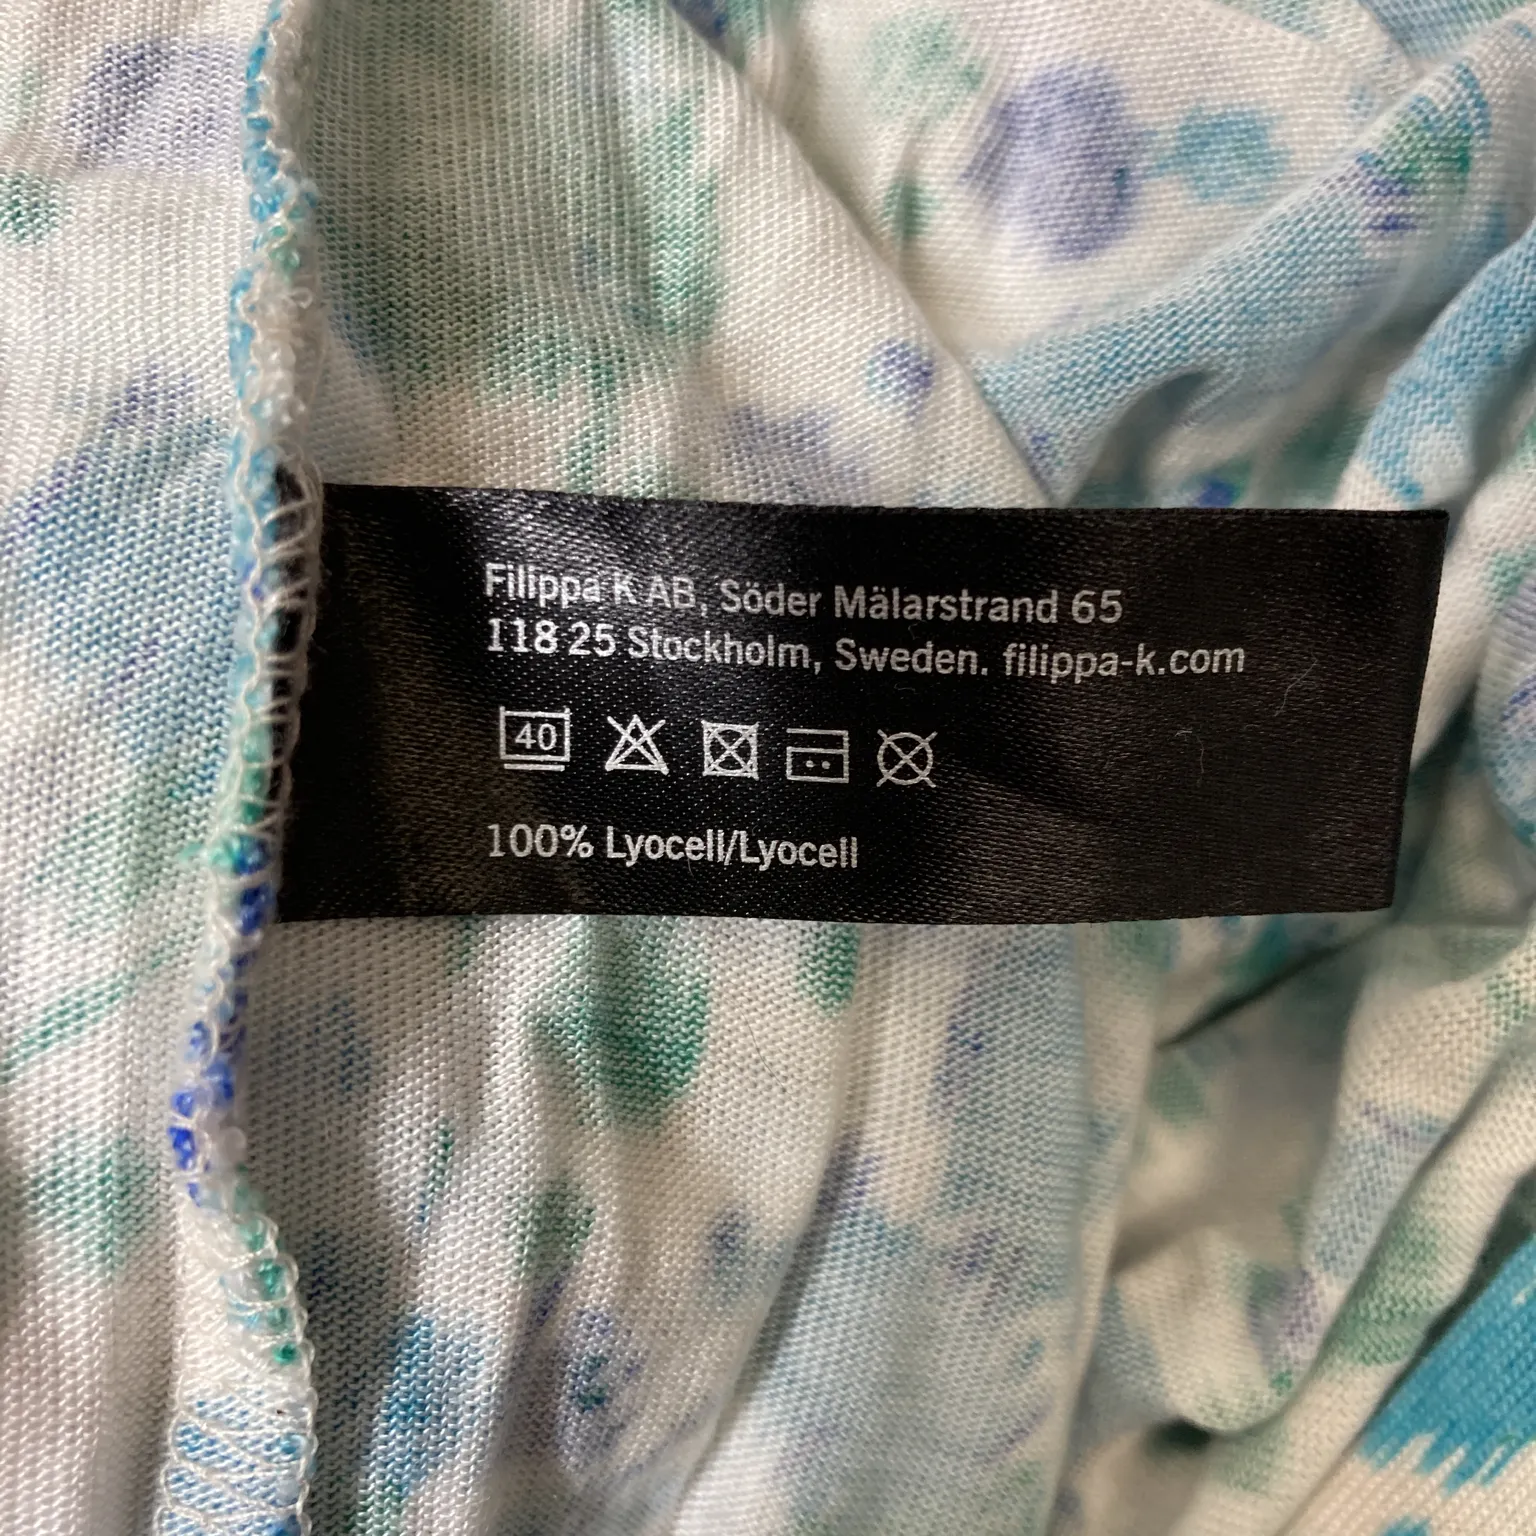 Filippa K AB, Söder Mälarstrand 65
118 25 Stockholm, Sweden. filippa-k.com
40
100% Lyocell/Lyocell